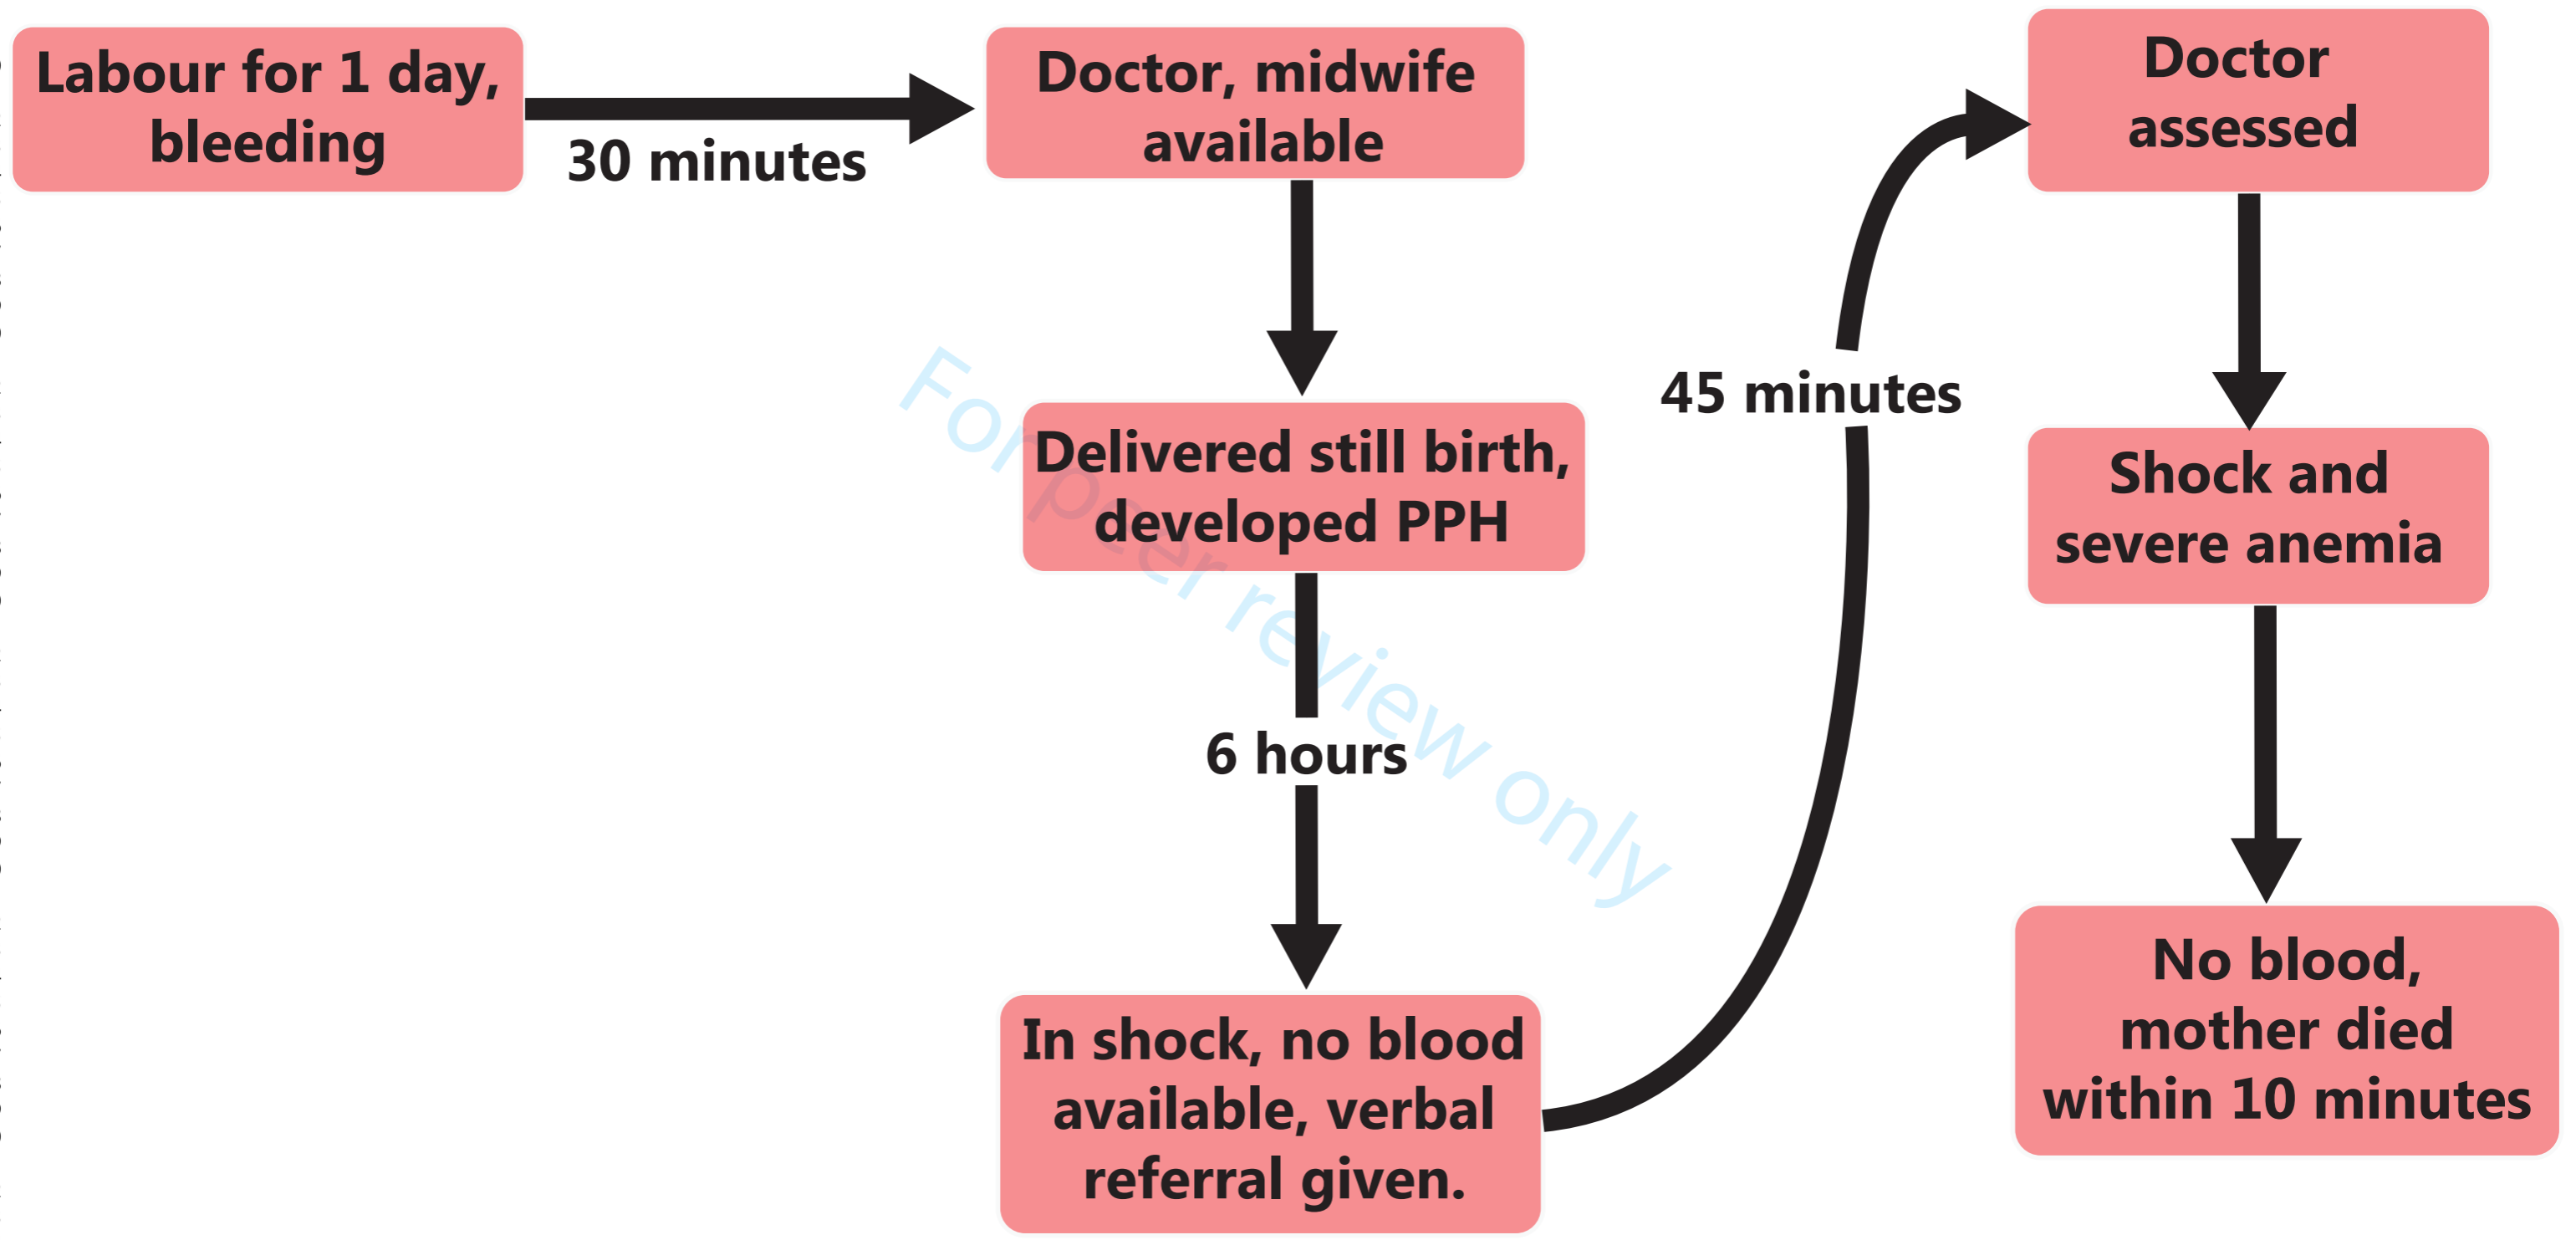 Labour for 1 day,
bleeding
30 minutes
Doctor, midwife
available
Delivered still birth,
developed PPH
6 hours
In shock, no blood
available, verbal
referral given.
45 minutes
Doctor
assessed
Shock and
severe anemia
No blood,
mother died
within 10 minutes
For peer review only